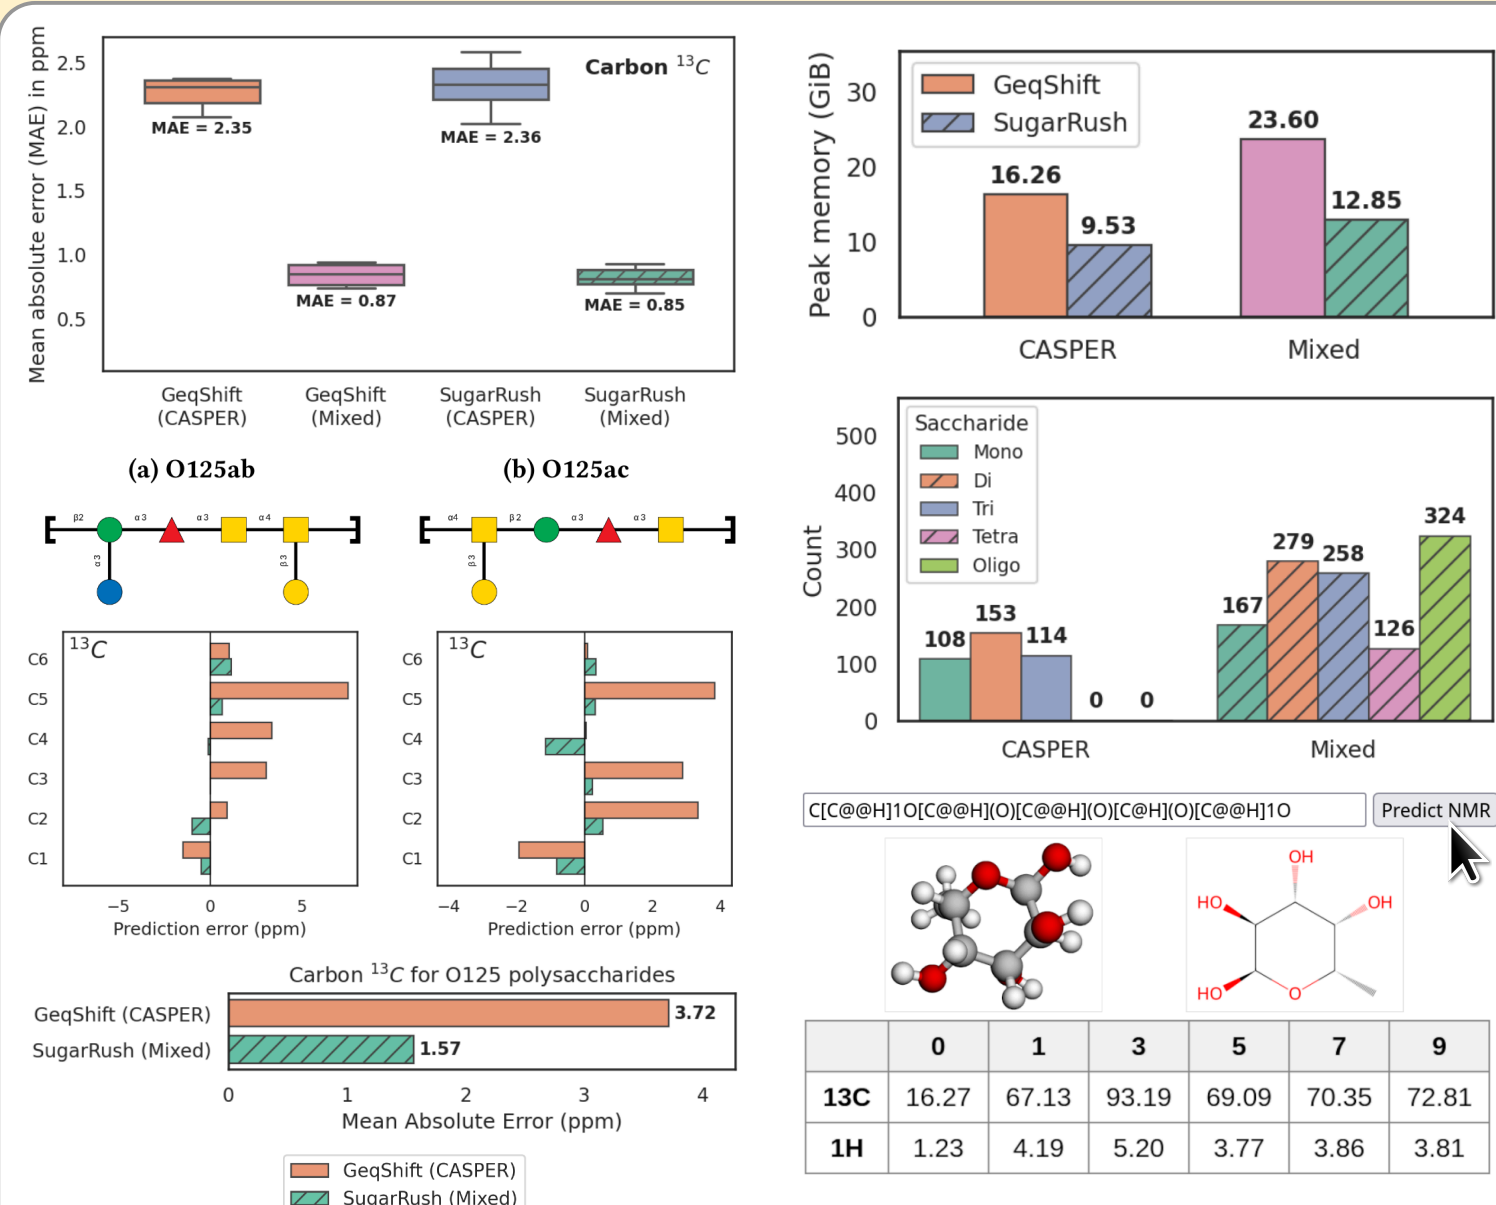 Mean absolute error (MAE) in ppm
2.5
2.0
1.5
1.0
0.5
Carbon ¹³C
MAE = 2.35
MAE = 2.36
MAE = 0.87
MAE = 0.85
GeqShift
(CASPER)
GeqShift
(Mixed)
SugarRush
(CASPER)
SugarRush
(Mixed)
Peak memory (GiB)
30
20
10
0
GeqShift
SugarRush
16.26
9.53
23.60
12.85
CASPER
Mixed
(a) O125ab
β2
α3
α3
α4
α3
β3
(b) O125ac
α4
β2
α3
α3
β3
¹³C
C6
C5
C4
C3
C2
C1
−5
0
5
Prediction error (ppm)
¹³C
C6
C5
C4
C3
C2
C1
−4
−2
0
2
4
Prediction error (ppm)
Count
500
400
300
200
100
0
Saccharide
Mono
Di
Tri
Tetra
Oligo
108
153
114
0
0
167
279
258
126
324
CASPER
Mixed
Carbon ¹³C for O125 polysaccharides
GeqShift (CASPER)
3.72
SugarRush (Mixed)
1.57
0
1
2
3
4
Mean Absolute Error (ppm)
GeqShift (CASPER)
SugarRush (Mixed)
C[C@@H]1O[C@@H](O)[C@@H](O)[C@H](O)[C@@H]1O
Predict NMR
OH
HO
OH
HO
O
0 1 3 5 7 9
13C 16.27 67.13 93.19 69.09 70.35 72.81
1H 1.23 4.19 5.20 3.77 3.86 3.81